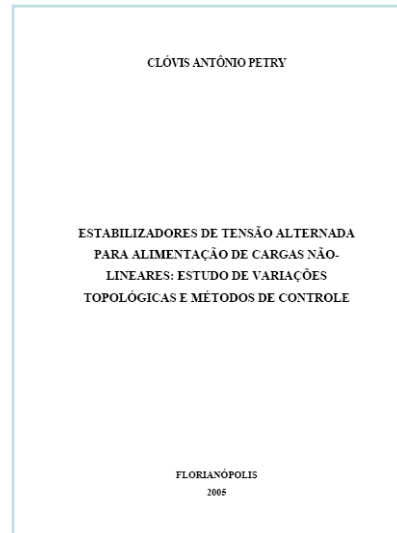 CLÓVIS ANTÔNIO PETRY
ESTABILIZADORES DE TENSÃO ALTERNADA
PARA ALIMENTAÇÃO DE CARGAS NÃO-
LINEARES: ESTUDO DE VARIAÇÕES
TOPOLÓGICAS E MÉTODOS DE CONTROLE
FLORIANÓPOLIS
2005